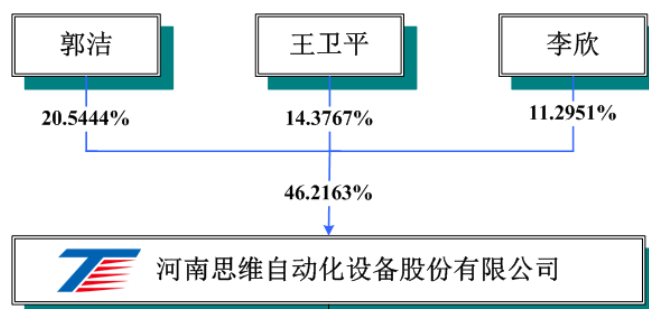 郭洁
王卫平
李欣
20.5444%
14.3767%
11.2951%
46.2163%
河南思维自动化设备股份有限公司